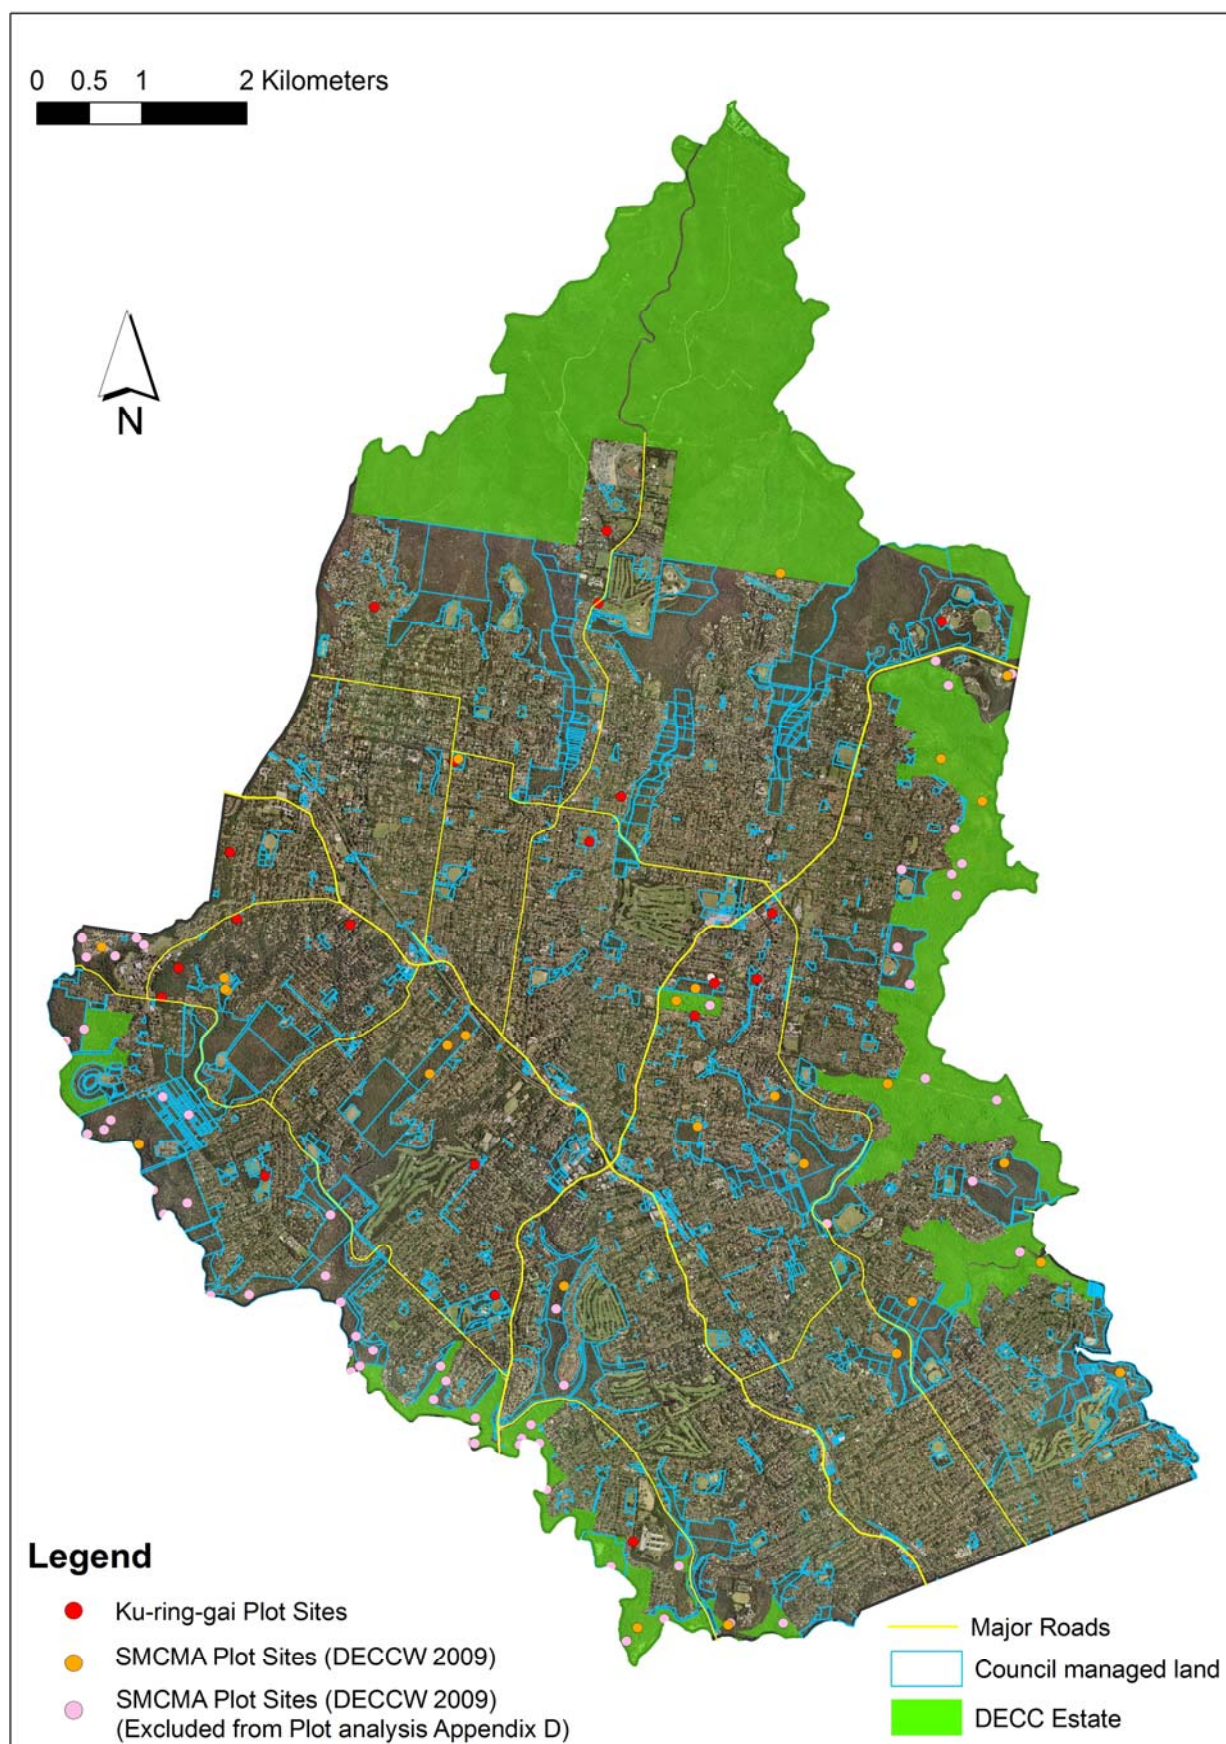 0 0.5 1 2 Kilometers
N
Legend
Ku-ring-gai Plot Sites
SMCMA Plot Sites (DECCW 2009)
SMCMA Plot Sites (DECCW 2009)
(Excluded from Plot analysis Appendix D)
Major Roads
Council managed land
DECC Estate